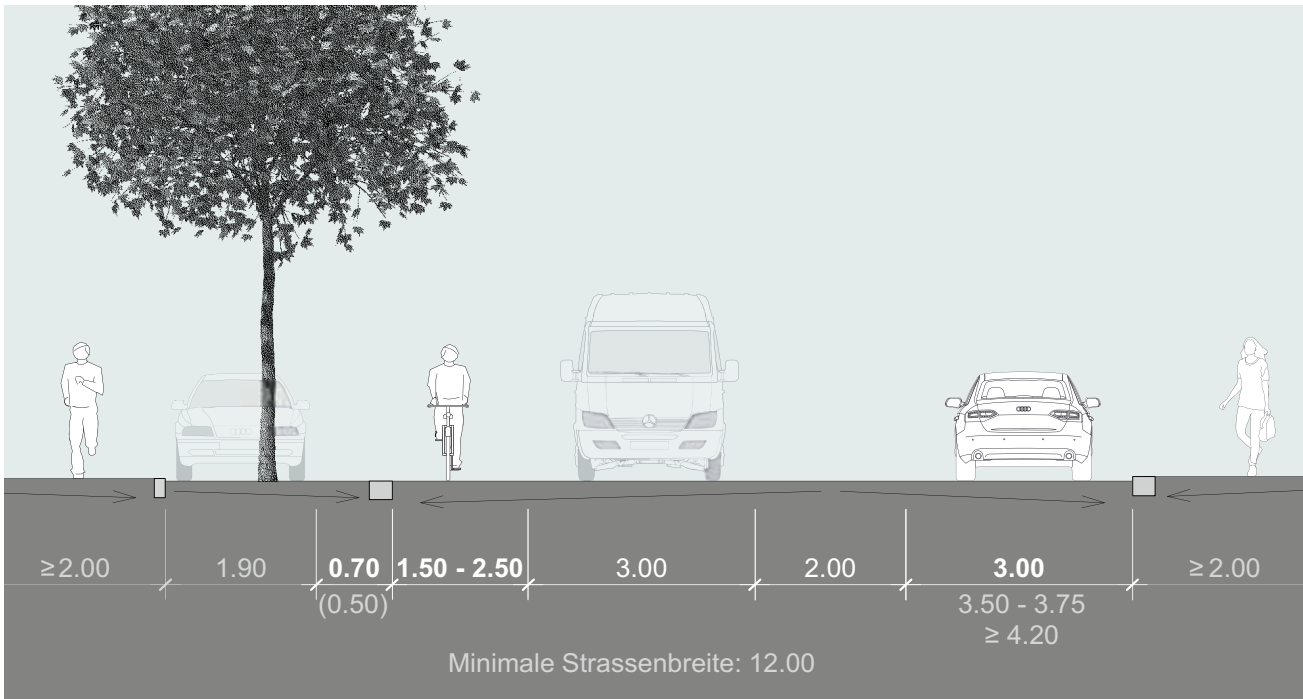 ≥2.00 1.90 0.70 1.50 - 2.50 3.00 2.00 3.00 ≥ 2.00
(0.50) 3.50 - 3.75
≥ 4.20
Minimale Strassenbreite: 12.00